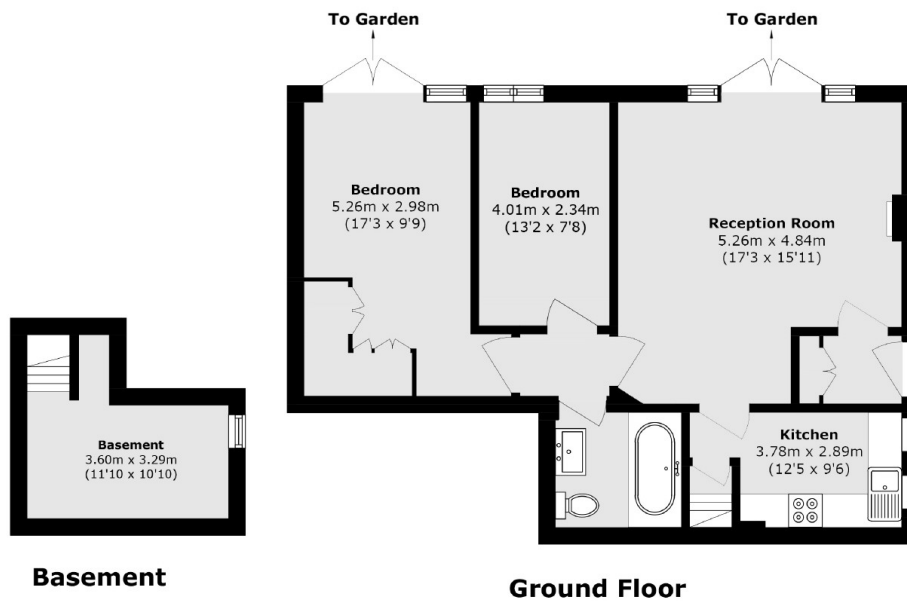 To Garden
To Garden
Bedroom
5.26m x 2.98m
(17'3 x 9'9)
Bedroom
4.01m x 2.34m
(13'2 x 7'8)
Reception Room
5.26m x 4.84m
(17'3 x 15'11)
Basement
3.60m x 3.29m
(11'10 x 10'10)
Kitchen
3.78m x 2.89m
(12'5 x 9'6)
Basement
Ground Floor